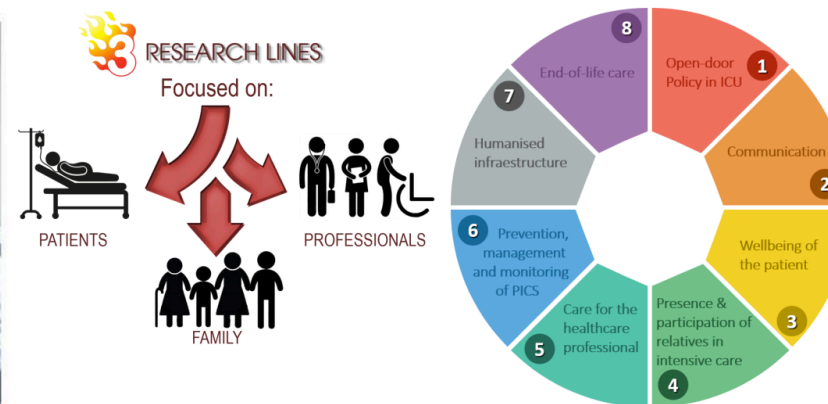 3 RESEARCH LINES
Focused on:
PATIENTS
PROFESSIONALS
FAMILY
1
Open-door
Policy in ICU
2
Communication
3
Wellbeing of
the patient
4
Presence &
participation of
relatives in
intensive care
5
Care for the
healthcare
professional
6
Prevention,
management
and monitoring
of PICS
7
Humanised
infraestructure
8
End-of-life care